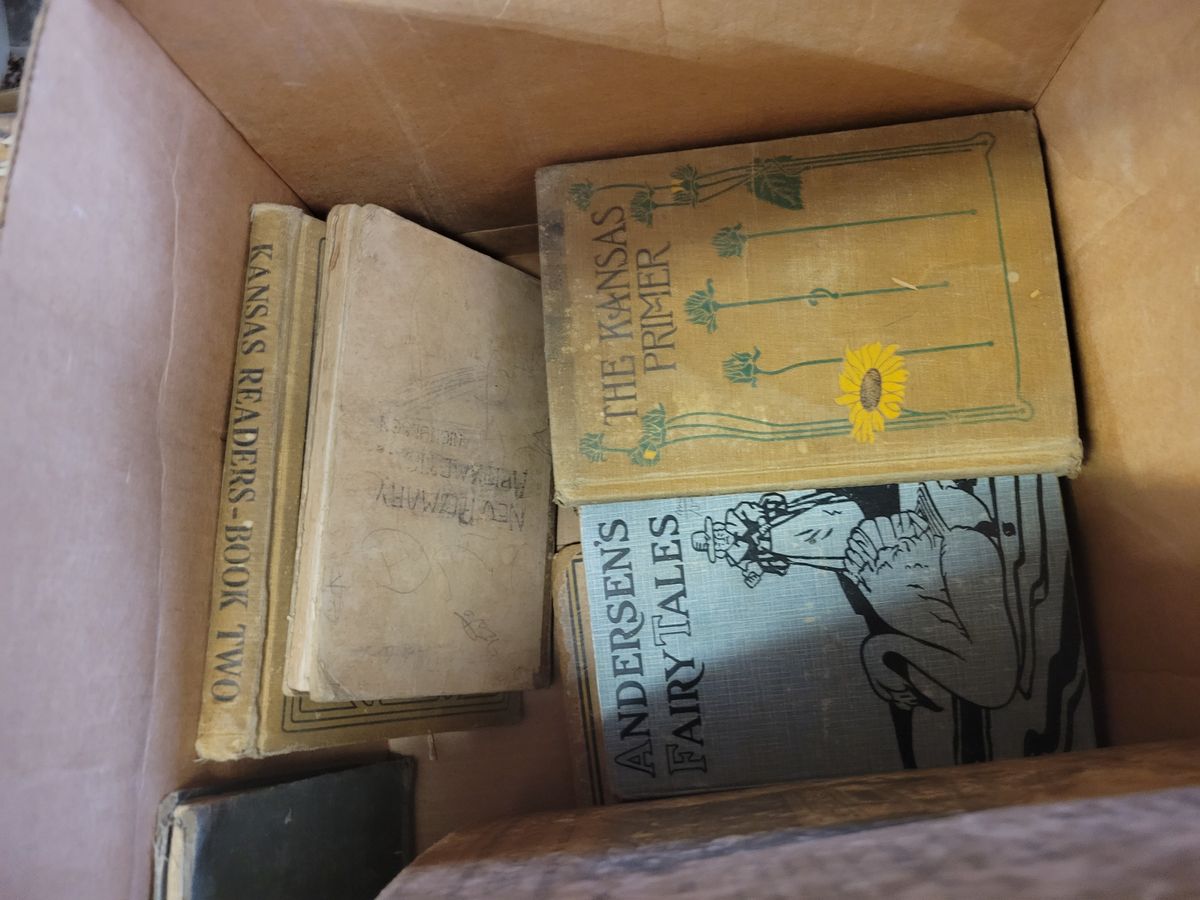 THE KANSAS
PRIMER
KANSAS READERS-BOOK TWO
ANDERSEN'S
FAIRY TALES
NEW PRIMARY
ARITHMETIC